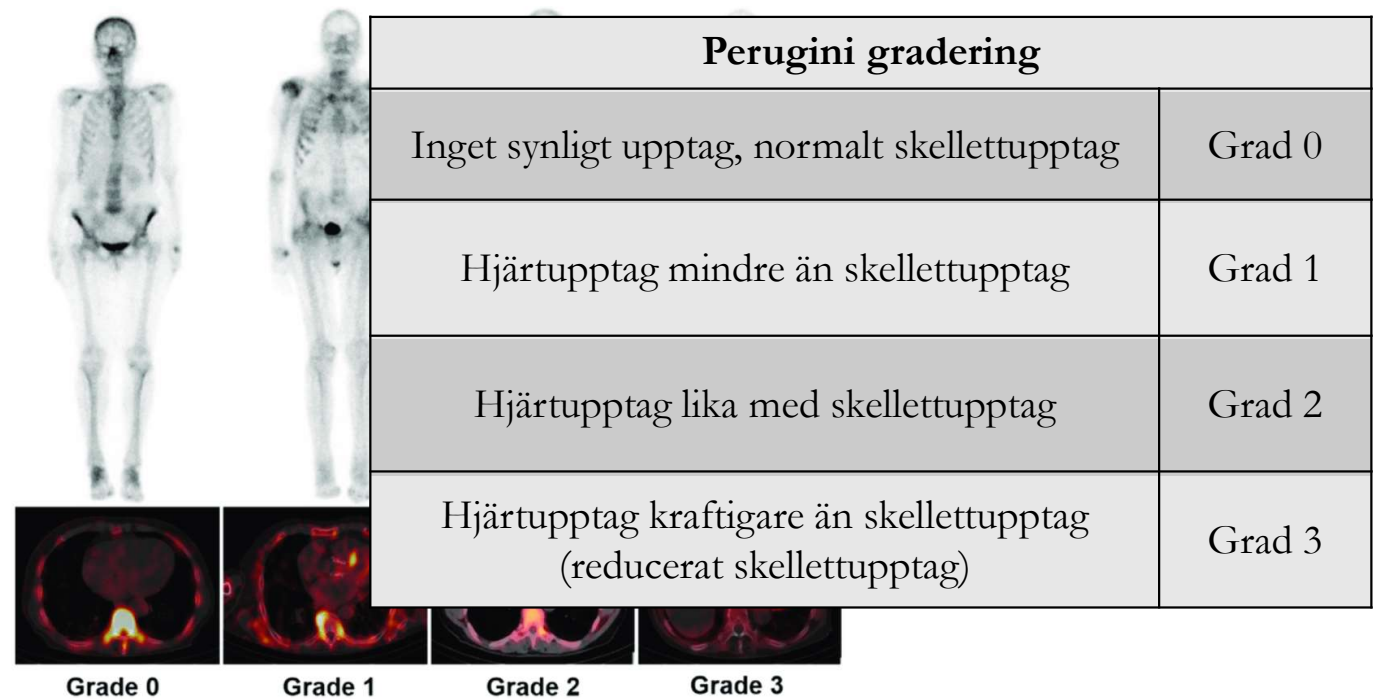 Perugini gradering
Inget synligt upptag, normalt skellettupptag Grad 0
Hjärtupptag mindre än skellettupptag Grad 1
Hjärtupptag lika med skellettupptag Grad 2
Hjärtupptag kraftigare än skellettupptag
(reducerat skellettupptag) Grad 3
Grade 0 Grade 1 Grade 2 Grade 3